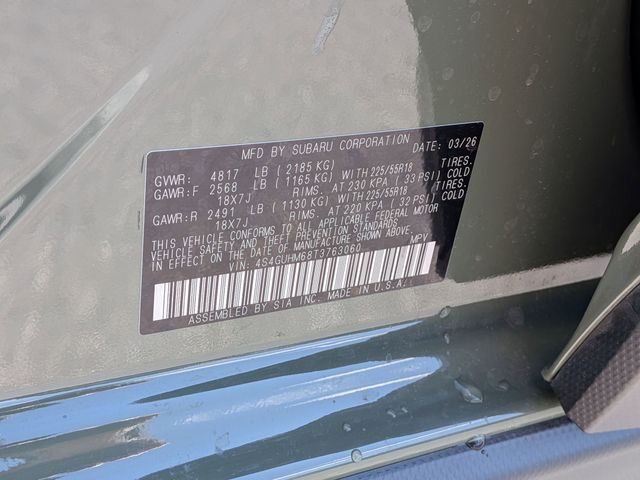 MFD BY SUBARU CORPORATION DATE: 03/26
GVWR: 4817 LB ( 2185 KG)
GAWR:F 2568 LB ( 1165 KG) WITH 225/55R18 TIRES.
18X7J RIMS. AT 230 KPA ( 33 PSI) COLD
GAWR:R 2491 LB ( 1130 KG) WITH 225/55R18 TIRES.
18X7J RIMS. AT 220 KPA ( 32 PSI) COLD
THIS VEHICLE CONFORMS TO ALL APPLICABLE FEDERAL MOTOR
VEHICLE SAFETY AND THEFT PREVENTION STANDARDS IN EFFECT
ON THE DATE OF MANUFACTURE SHOWN ABOVE.
VIN: 4S4GUHM68T3763060 MPV
ASSEMBLED BY SIA INC. MADE IN U.S.A.